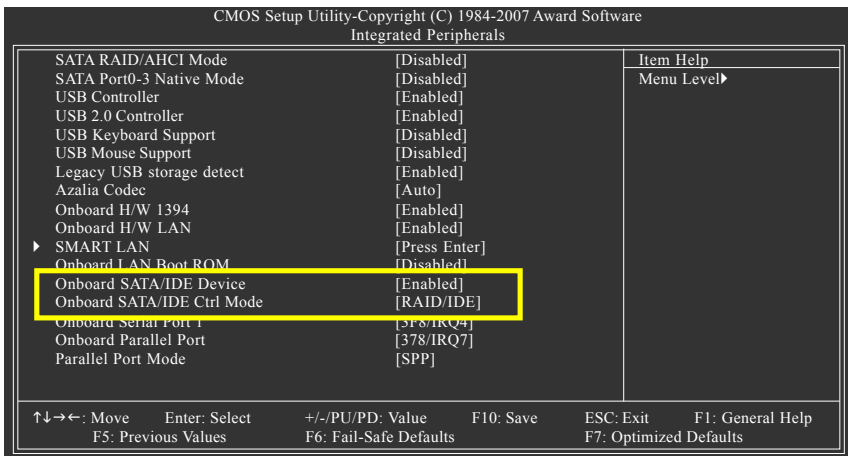 CMOS Setup Utility-Copyright (C) 1984-2007 Award Software
Integrated Peripherals
SATA RAID/AHCI Mode [Disabled] Item Help
SATA Port0-3 Native Mode [Disabled] Menu Level▶
USB Controller [Enabled]
USB 2.0 Controller [Enabled]
USB Keyboard Support [Disabled]
USB Mouse Support [Disabled]
Legacy USB storage detect [Enabled]
Azalia Codec [Auto]
Onboard H/W 1394 [Enabled]
Onboard H/W LAN [Enabled]
▶ SMART LAN [Press Enter]
Onboard LAN Boot ROM [Disabled]
Onboard SATA/IDE Device [Enabled]
Onboard SATA/IDE Ctrl Mode [RAID/IDE]
Onboard Serial Port 1 [3F8/IRQ4]
Onboard Parallel Port [378/IRQ7]
Parallel Port Mode [SPP]
↑↓→←: Move Enter: Select +/-/PU/PD: Value F10: Save ESC: Exit F1: General Help
F5: Previous Values F6: Fail-Safe Defaults F7: Optimized Defaults